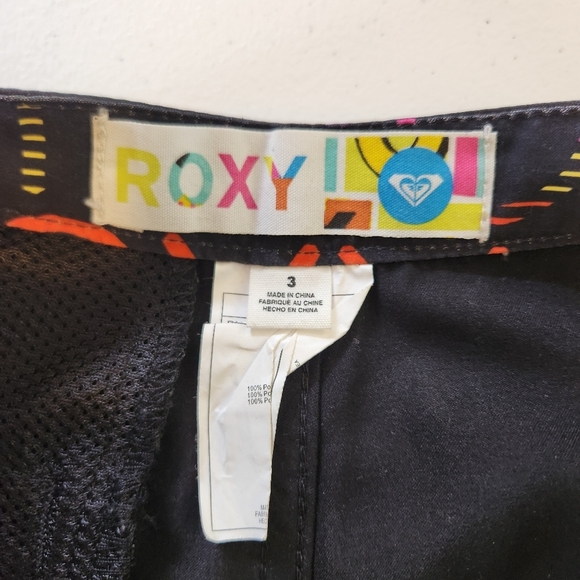 ROXY
3
MADE IN CHINA
FABRIQUÉ AU CHINE
HECHO EN CHINA
100% Po
100% Po
100% Po